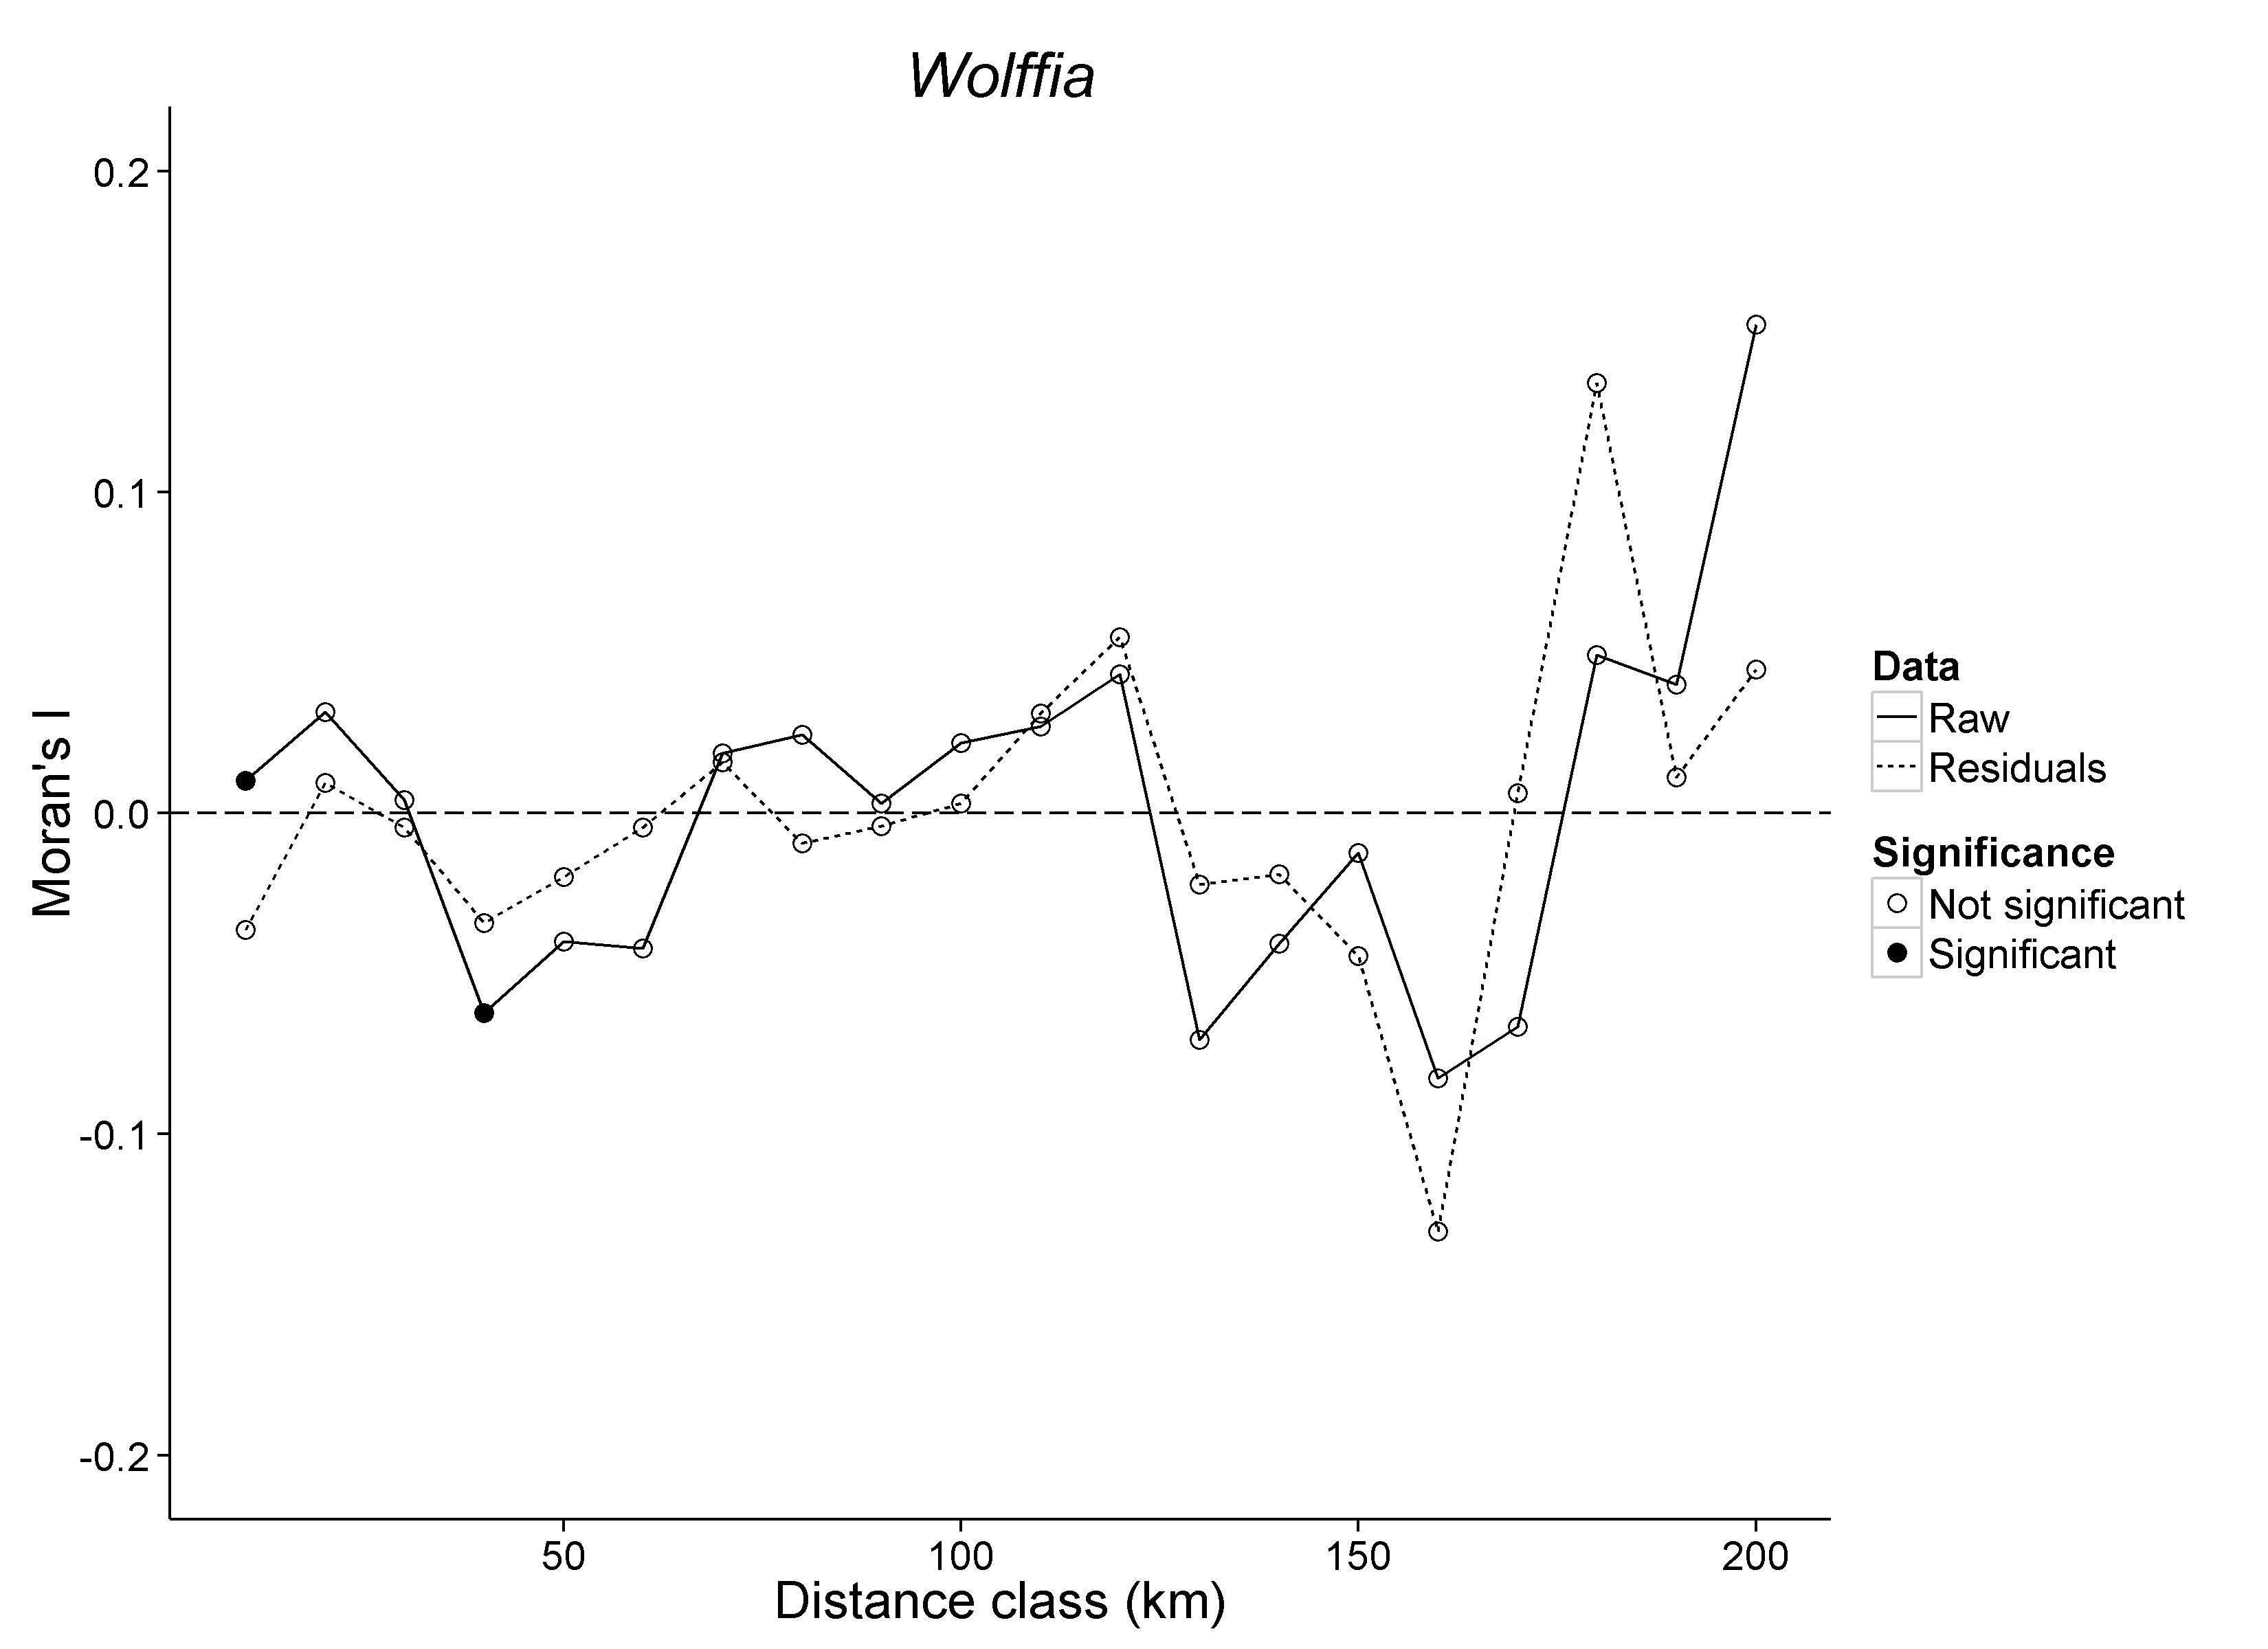 Wolffia
0.2
0.1
0.0
-0.1
-0.2
Moran's I
50 100 150 200
Distance class (km)
Data
Raw
Residuals
Significance
Not significant
Significant